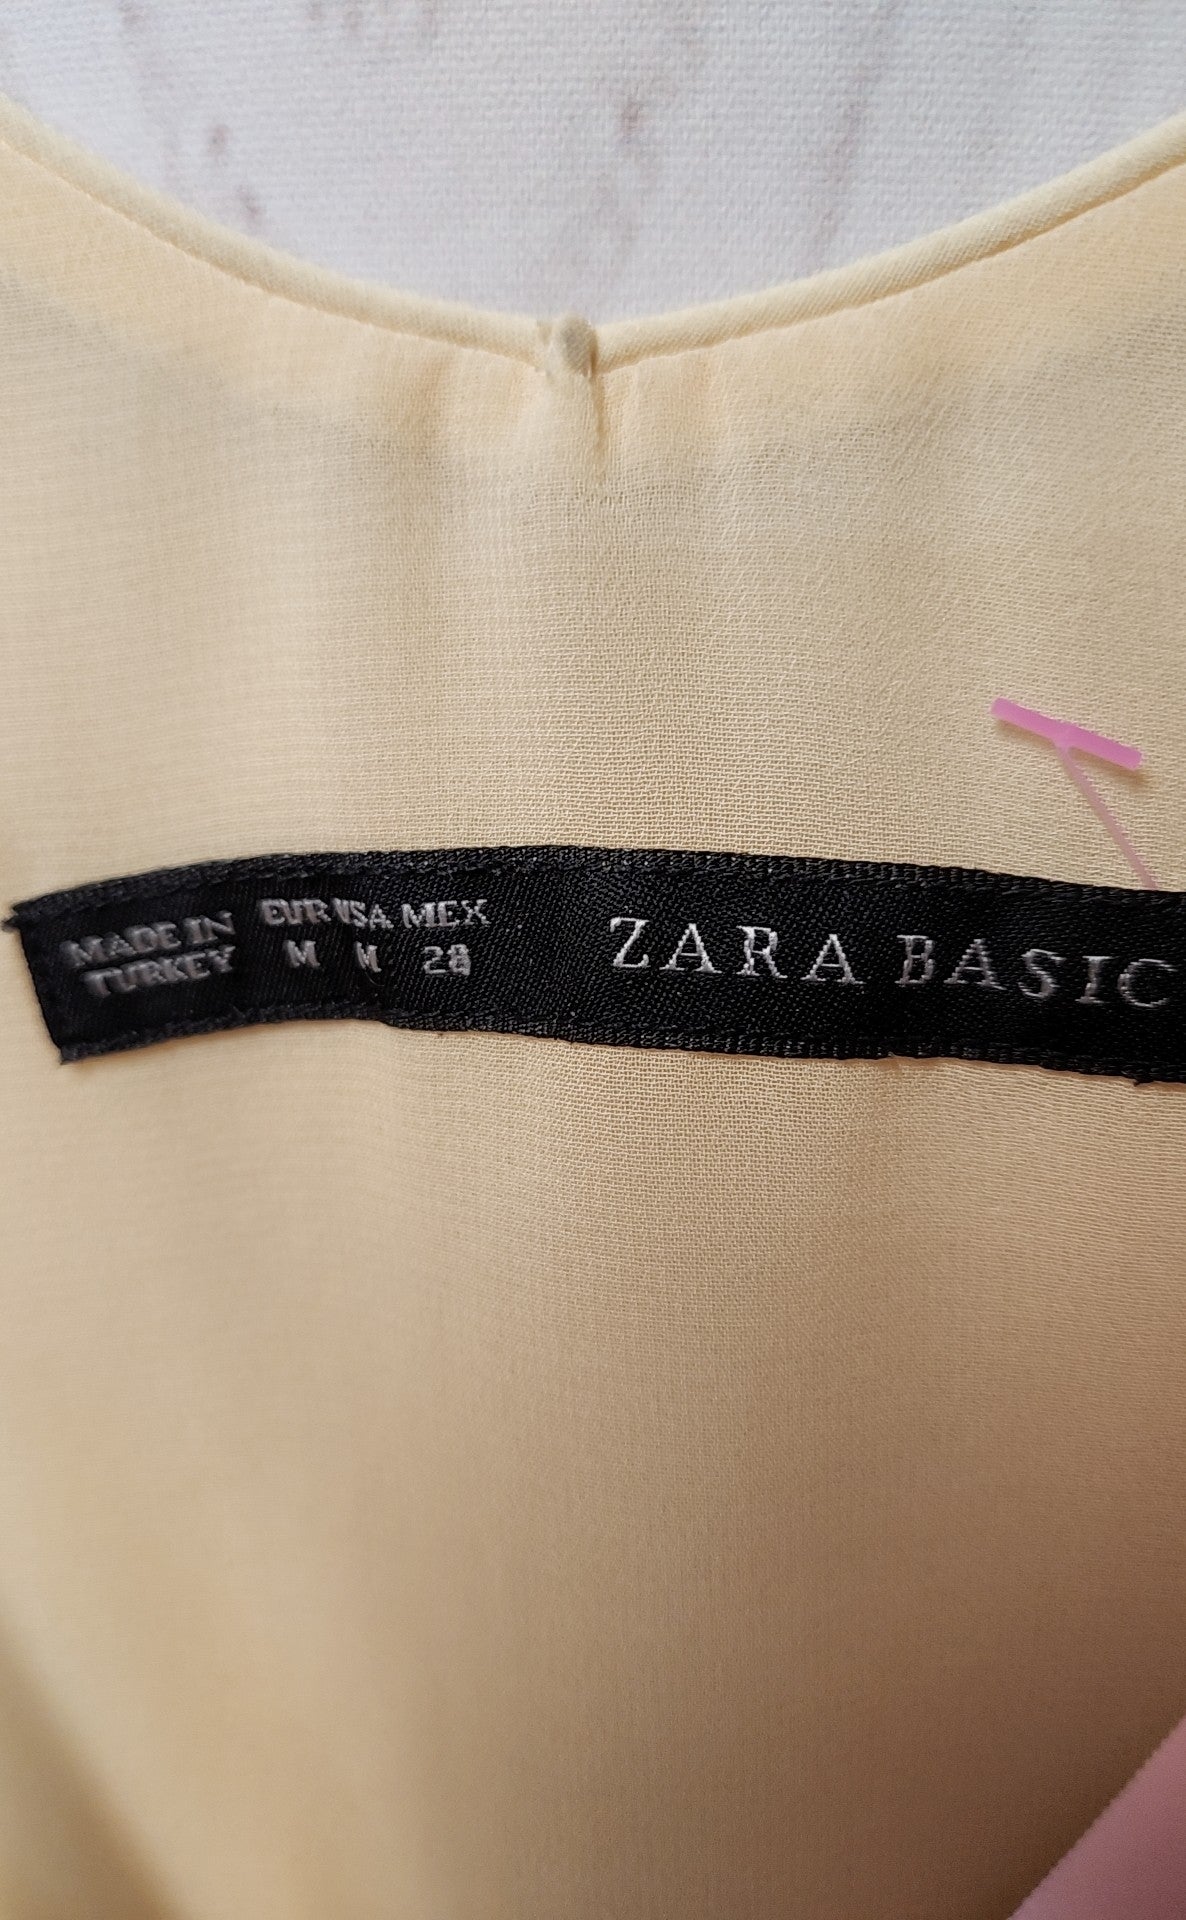 MADE IN
TURKEY
EUR USA MEX
M M 28
ZARA BASIC